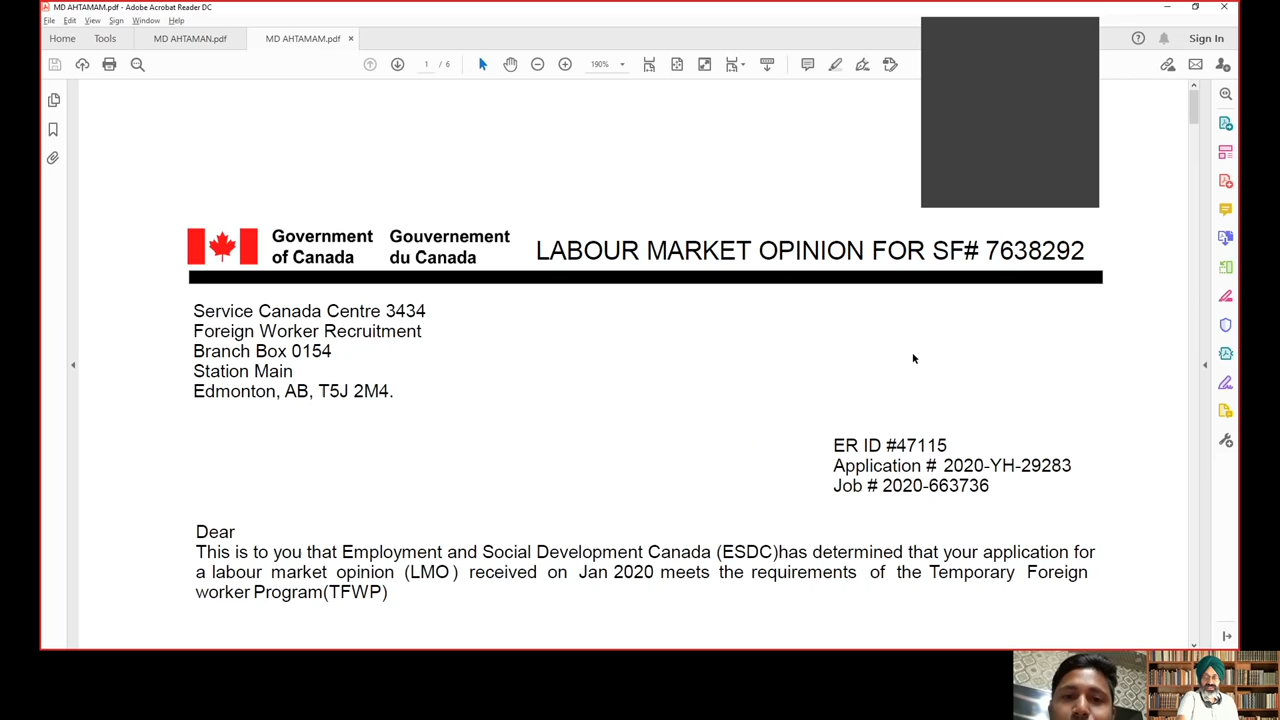 MD AHTAMAM.pdf - Adobe Acrobat Reader DC
File Edit View Sign Window Help
Home Tools MD AHTAMAN.pdf MD AHTAMAM.pdf × Sign In
1 / 6 190%
Government of Canada
Gouvernement du Canada
LABOUR MARKET OPINION FOR SF# 7638292
Service Canada Centre 3434
Foreign Worker Recruitment
Branch Box 0154
Station Main
Edmonton, AB, T5J 2M4.
ER ID #47115
Application # 2020-YH-29283
Job # 2020-663736
Dear
This is to you that Employment and Social Development Canada (ESDC)has determined that your application for
a labour market opinion (LMO ) received on Jan 2020 meets the requirements of the Temporary Foreign
worker Program(TFWP)